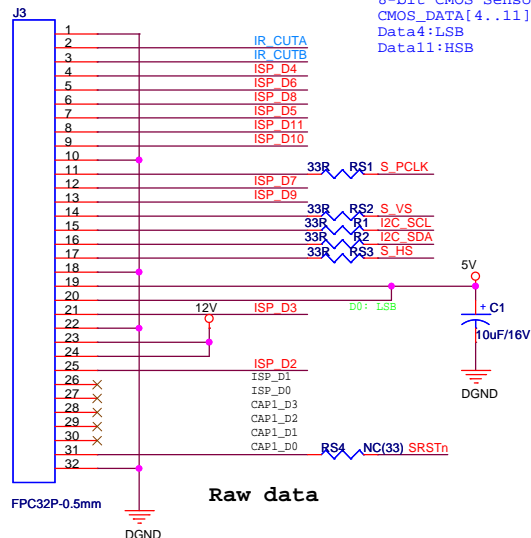 8-bit CMOS Senso
J3
CMOS_DATA[4..11]
Data4:LSB
Data11:HSB
1
2 IR_CUTA
3 IR_CUTB
4 ISP_D4
5 ISP_D6
6 ISP_D8
7 ISP_D5
8 ISP_D11
9 ISP_D10
10
11 33R RS1 S_PCLK
12 ISP_D7
13 ISP_D9
14 33R RS2 S_VS
15 33R R1 I2C_SCL
16 33R R2 I2C_SDA
17 33R RS3 S_HS
18 5V
19
20 D0: LSB
21 12V ISP_D3 + C1
22
23 10uF/16V
24
25 ISP_D2
26 ISP_D1
27 ISP_D0
28 CAP1_D3
29 CAP1_D2
30 CAP1_D1
31 CAP1_D0 RS4 NC(33) SRSTn
32
DGND
Raw data
FPC32P-0.5mm
DGND